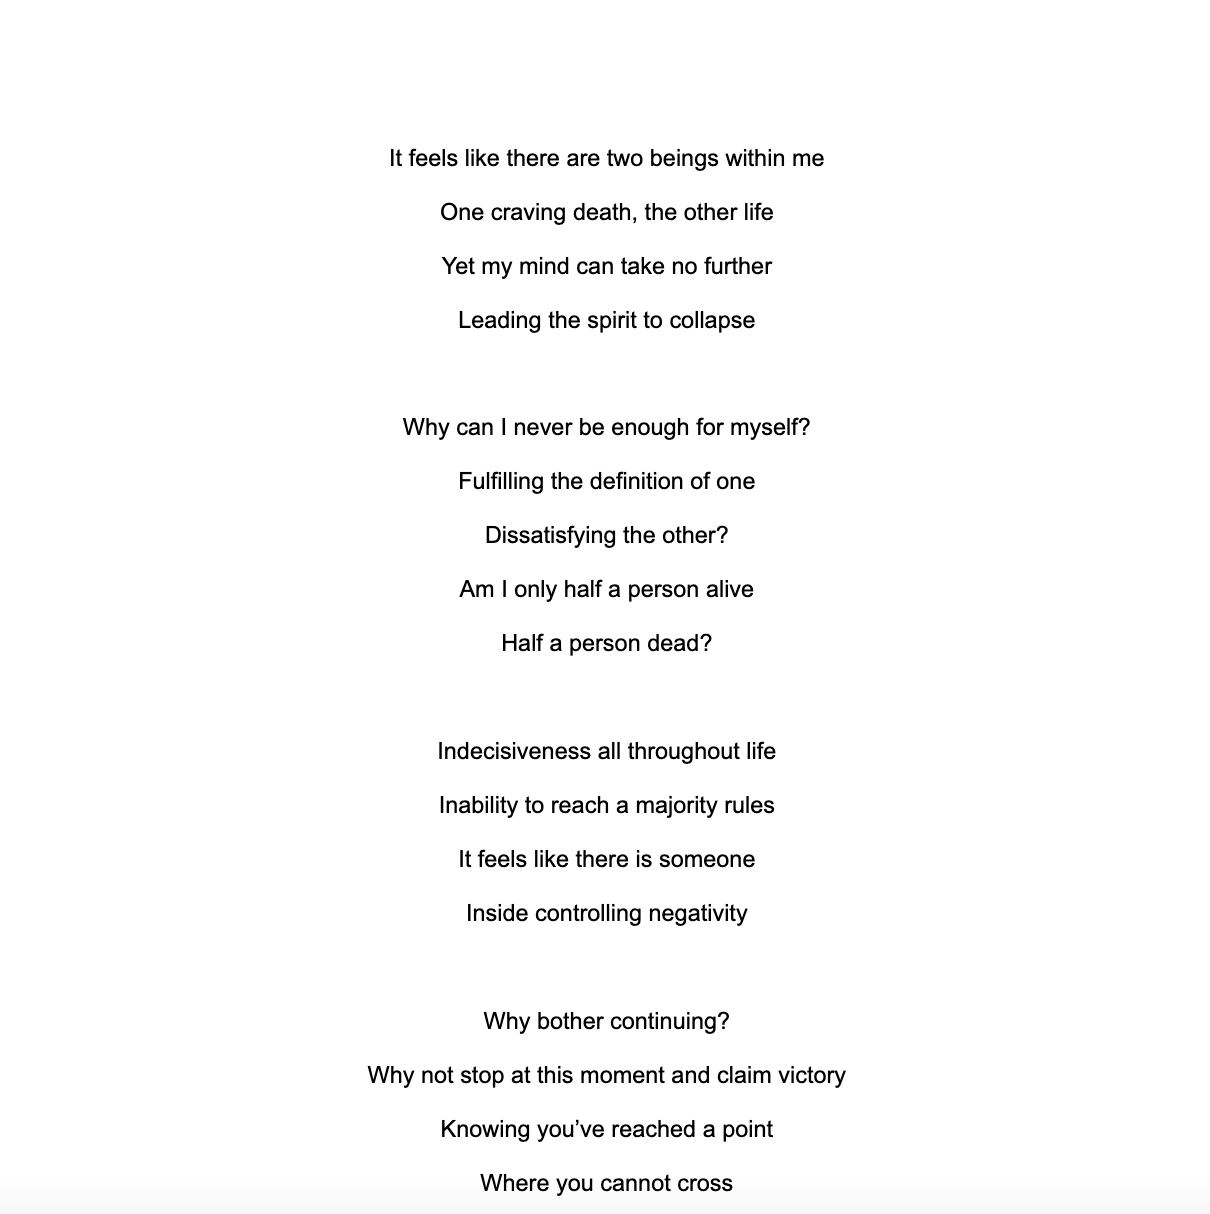 It feels like there are two beings within me
One craving death, the other life
Yet my mind can take no further
Leading the spirit to collapse
Why can I never be enough for myself?
Fulfilling the definition of one
Dissatisfying the other?
Am I only half a person alive
Half a person dead?
Indecisiveness all throughout life
Inability to reach a majority rules
It feels like there is someone
Inside controlling negativity
Why bother continuing?
Why not stop at this moment and claim victory
Knowing you’ve reached a point
Where you cannot cross